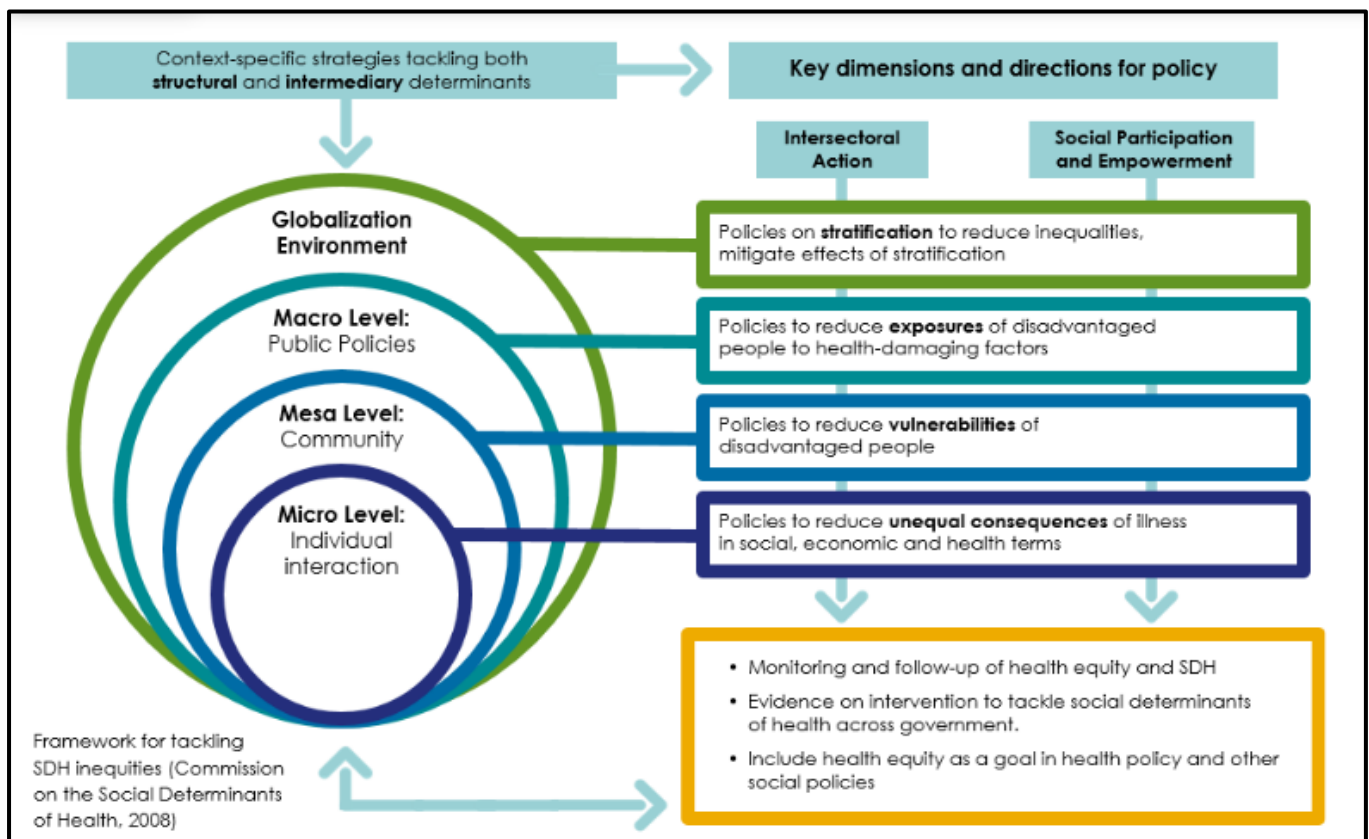 Context-specific strategies tackling both
structural and intermediary determinants
Key dimensions and directions for policy
Intersectoral
Action
Social Participation
and Empowerment
Globalization
Environment
Policies on stratification to reduce inequalities,
mitigate effects of stratification
Macro Level:
Public Policies
Policies to reduce exposures of disadvantaged
people to health-damaging factors
Mesa Level:
Community
Policies to reduce vulnerabilities of
disadvantaged people
Micro Level:
Individual
interaction
Policies to reduce unequal consequences of illness
in social, economic and health terms
• Monitoring and follow-up of health equity and SDH
• Evidence on intervention to tackle social determinants
of health across government.
• Include health equity as a goal in health policy and other
social policies
Framework for tackling
SDH inequities (Commission
on the Social Determinants
of Health, 2008)